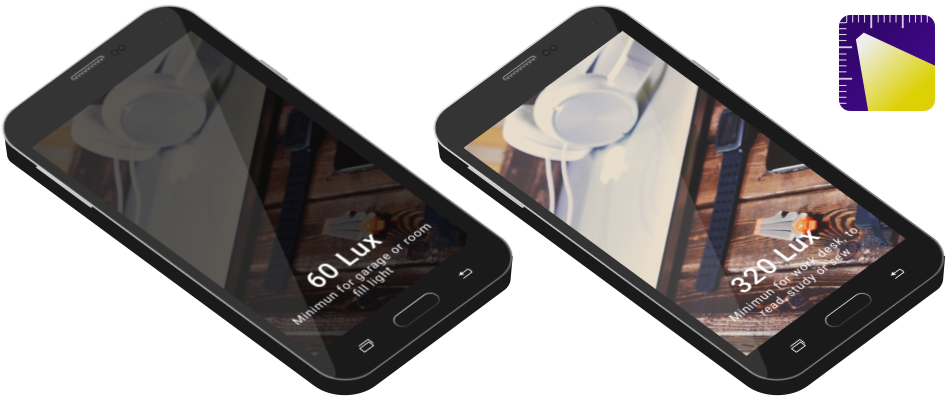 60 Lux
Minimun for garage or room
fill light
320 Lux
Minimun for work desk, to
read, study or sew